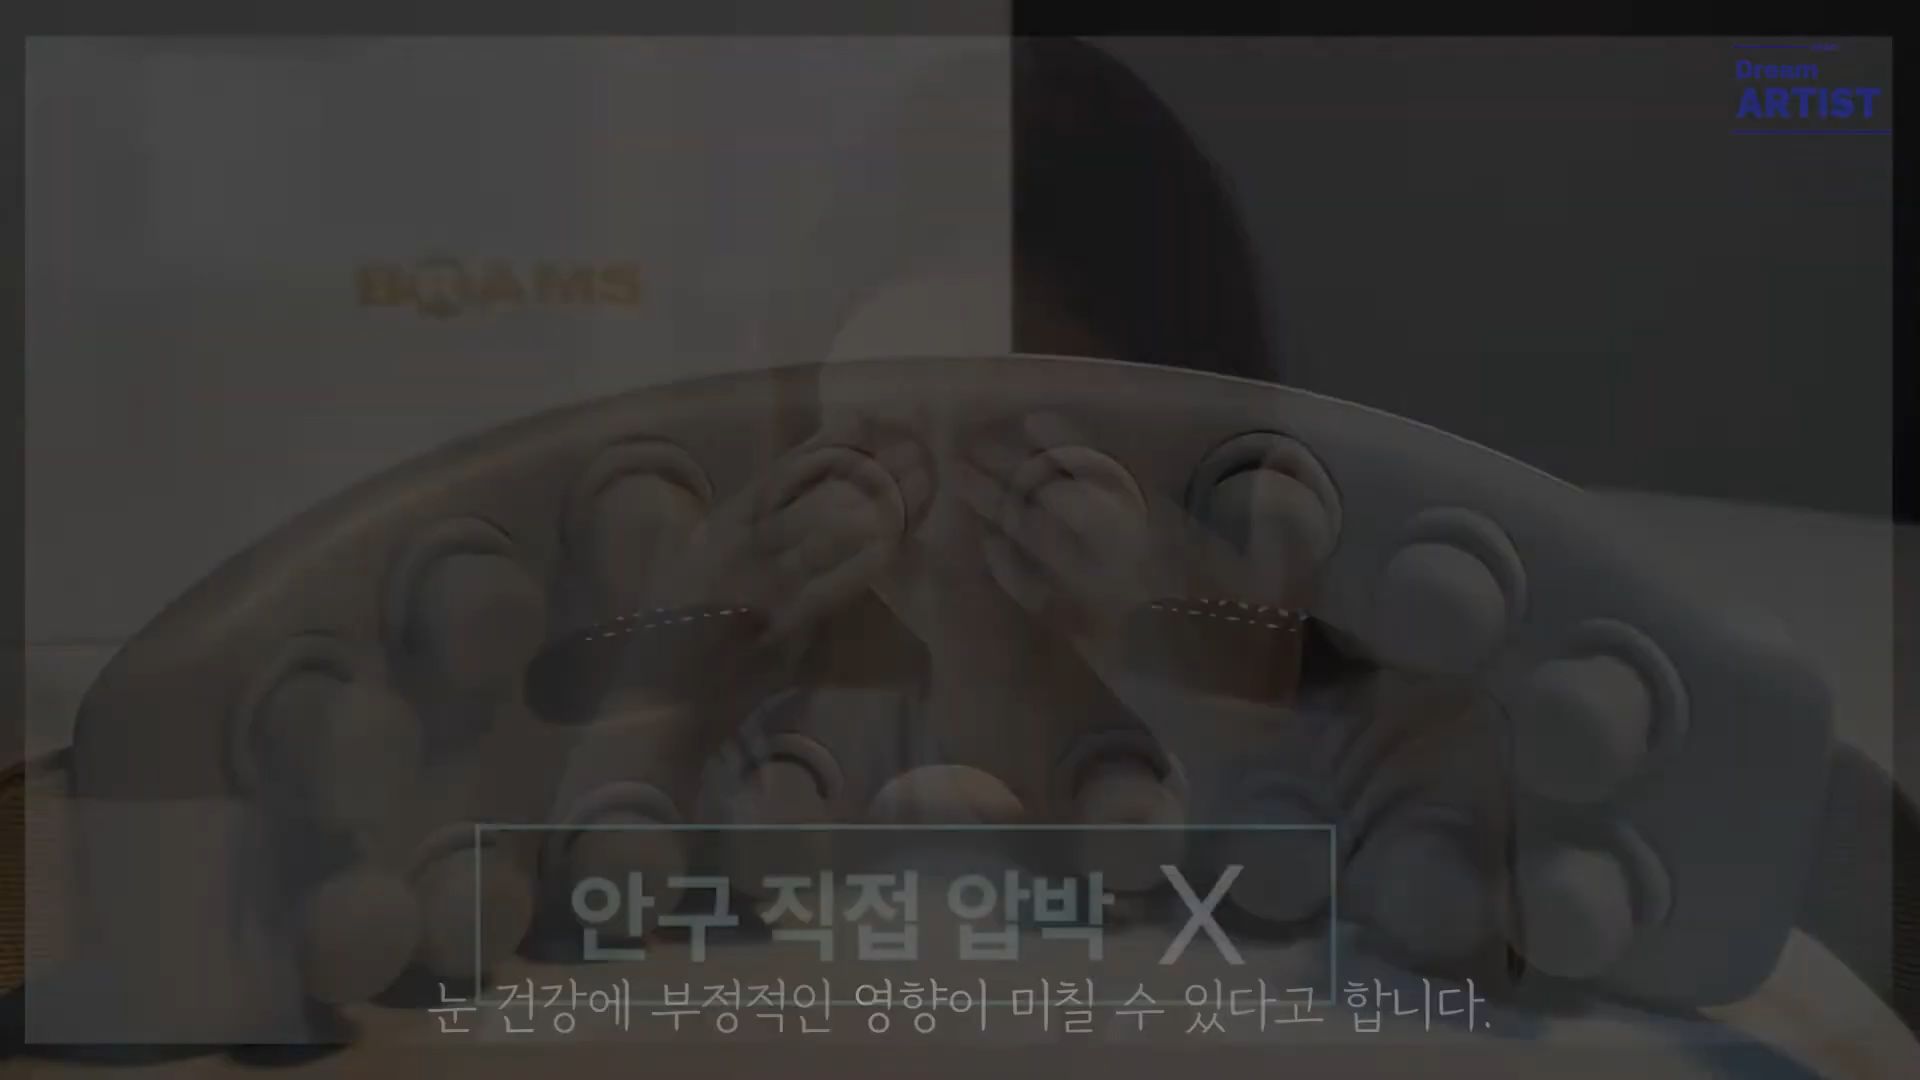 Dream
ARTIST
BRAMS
안구 직접 압박 X
눈 건강에 부정적인 영향이 미칠 수 있다고 합니다.